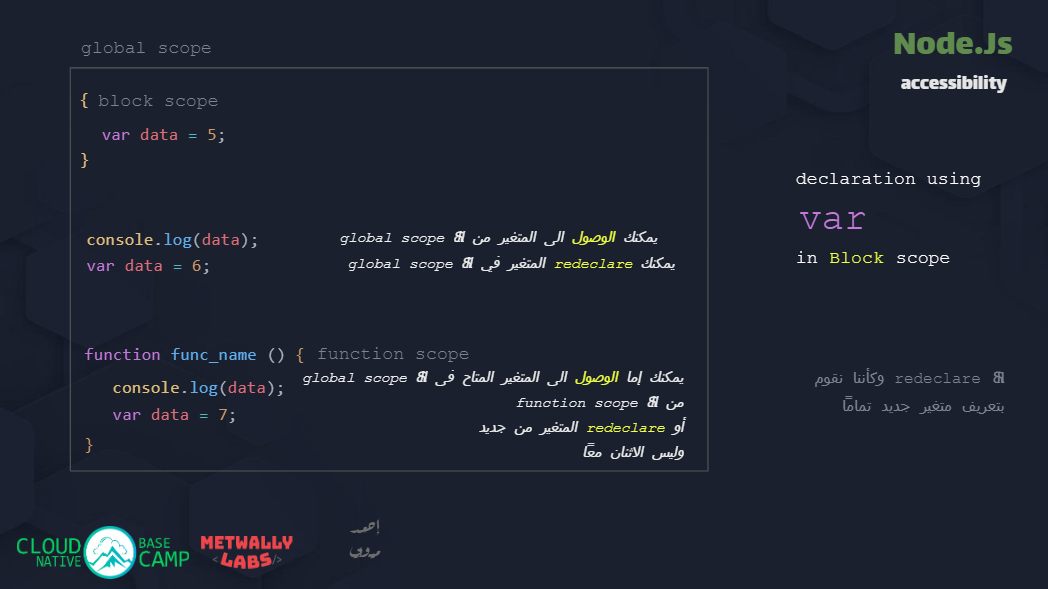 global scope
Node.Js
accessibility
{ block scope
var data = 5;
}
declaration using
var
in Block scope
console.log(data);
يمكنك الوصول الى المتغير من ال global scope
var data = 6;
يمكنك redeclare المتغير في ال global scope
function func_name () { function scope
console.log(data);
يمكنك إما الوصول الى المتغير المتاح فى ال global scope
من ال function scope
var data = 7;
أو redeclare المتغير من جديد
}
وليس الاثنان معًا
ال redeclare وكأننا نقوم
بتعريف متغير جديد تمامًا
CLOUD NATIVE BASE CAMP
METWALLY
<LABS/>
احمد